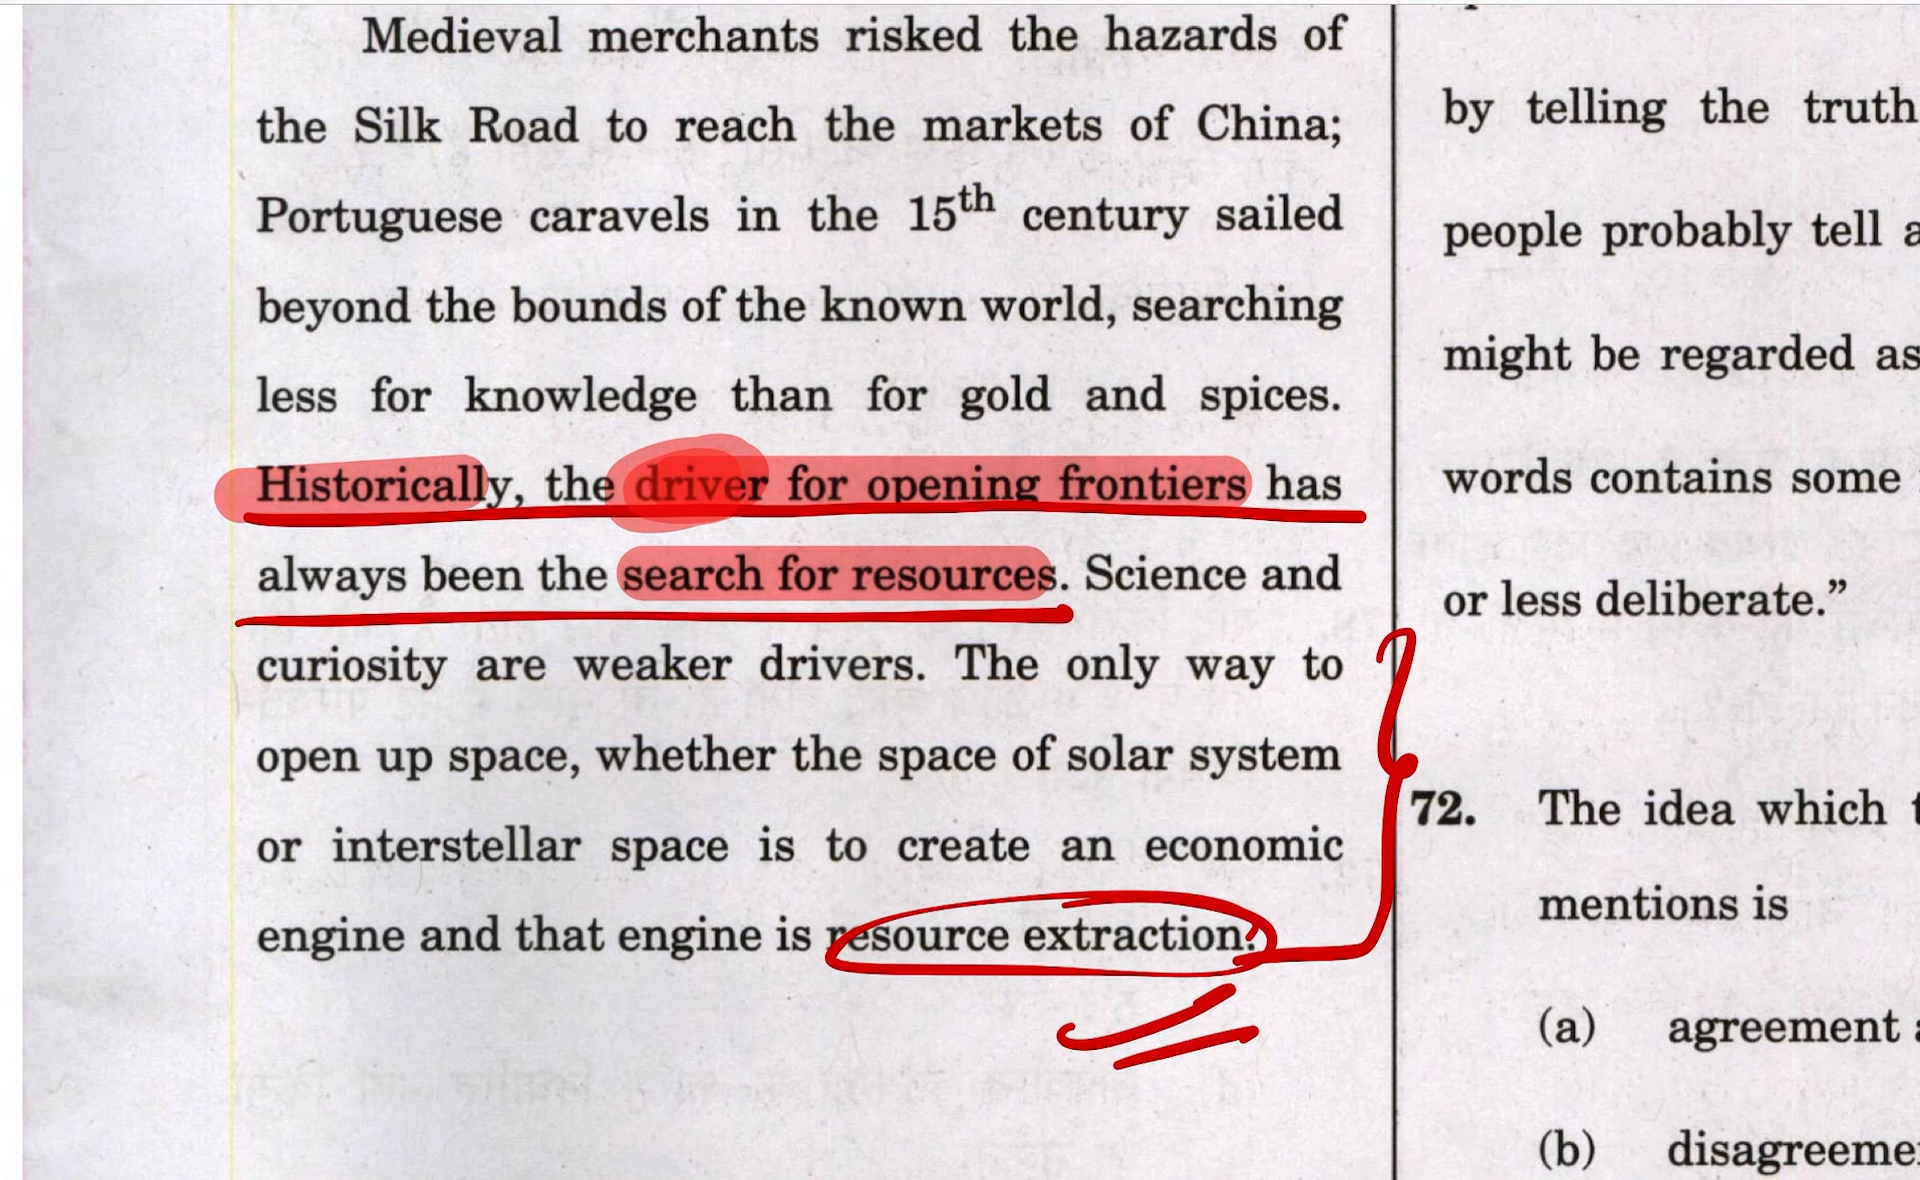 Medieval merchants risked the hazards of
the Silk Road to reach the markets of China;
Portuguese caravels in the 15th century sailed
beyond the bounds of the known world, searching
less for knowledge than for gold and spices.
Historically, the driver for opening frontiers has
always been the search for resources. Science and
curiosity are weaker drivers. The only way to
open up space, whether the space of solar system
or interstellar space is to create an economic
engine and that engine is resource extraction.
by telling the truth
people probably tell a
might be regarded as
words contains some
or less deliberate.”
72. The idea which
mentions is
(a) agreement
(b) disagreeme